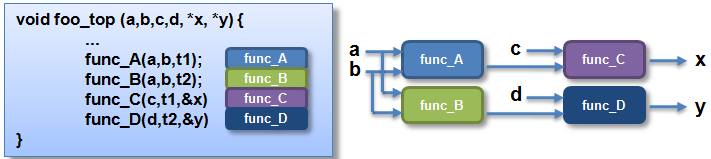 void foo_top (a,b,c,d, *x, *y) {
...
func_A(a,b,t1); func_A
func_B(a,b,t2); func_B
func_C(c,t1,&x) func_C
func_D(d,t2,&y) func_D
}
a
b
func_A
c
func_C
x
func_B
d
func_D
y